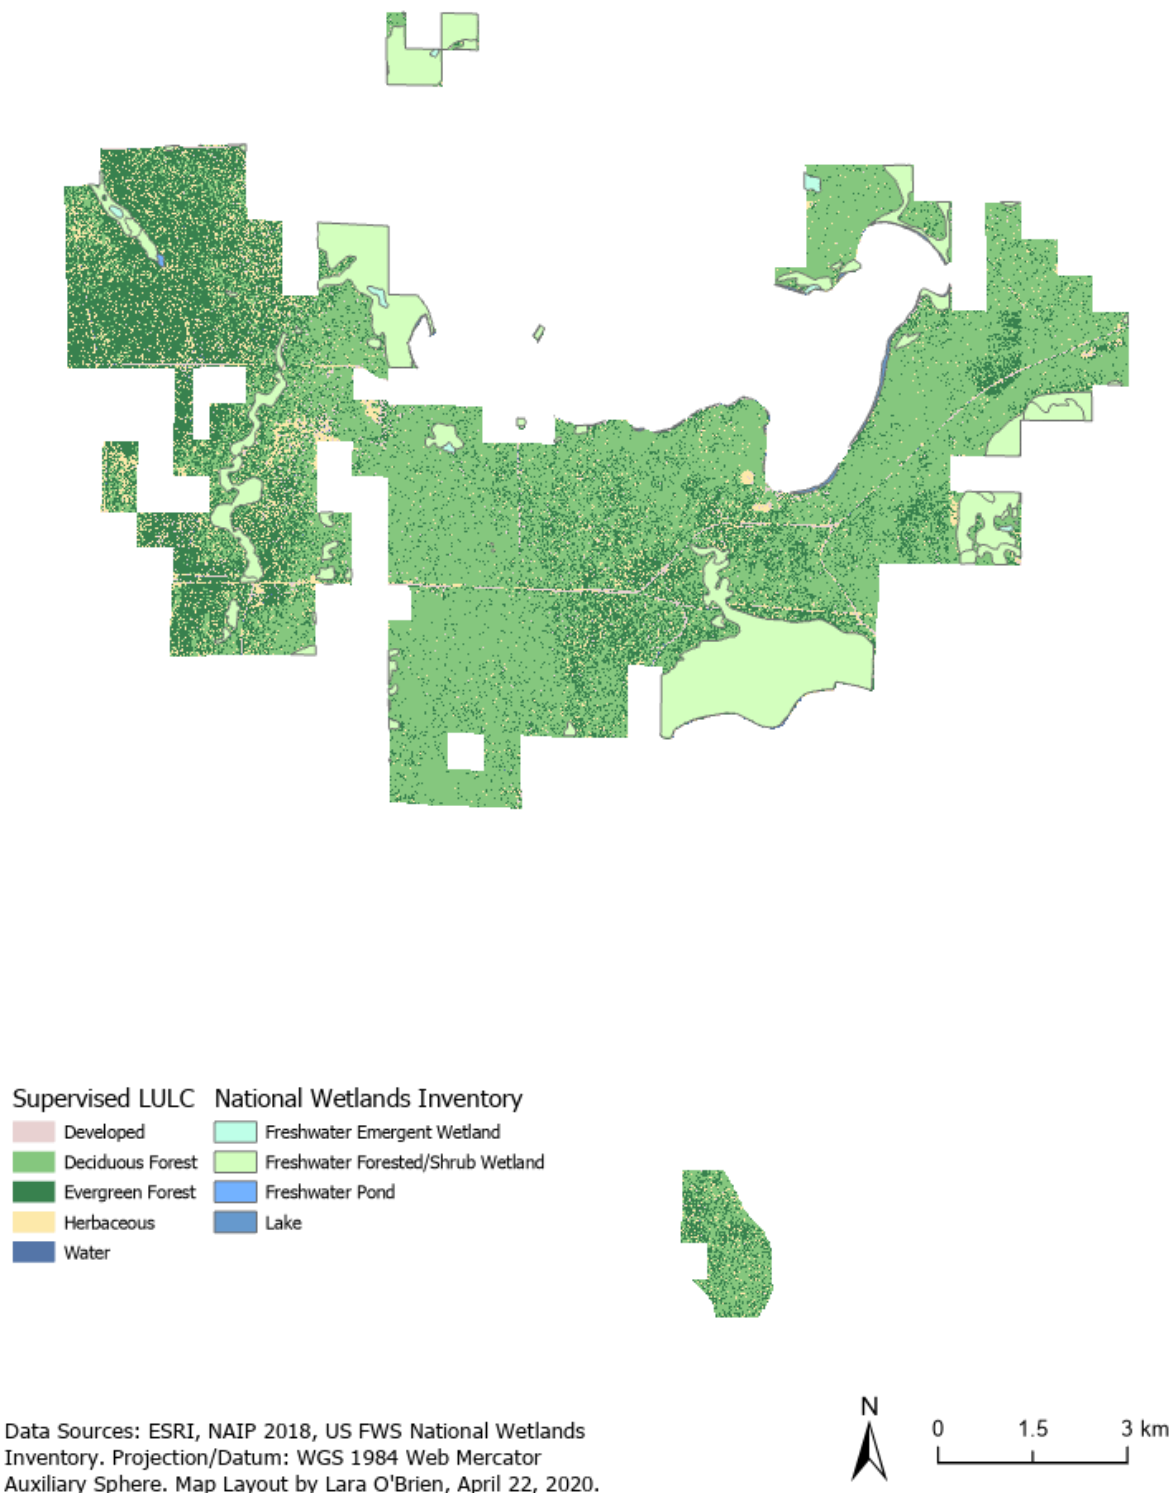 Supervised LULC
Developed
Deciduous Forest
Evergreen Forest
Herbaceous
Water
National Wetlands Inventory
Freshwater Emergent Wetland
Freshwater Forested/Shrub Wetland
Freshwater Pond
Lake
N
0 1.5 3 km
Data Sources: ESRI, NAIP 2018, US FWS National Wetlands
Inventory. Projection/Datum: WGS 1984 Web Mercator
Auxiliary Sphere. Map Layout by Lara O'Brien, April 22, 2020.